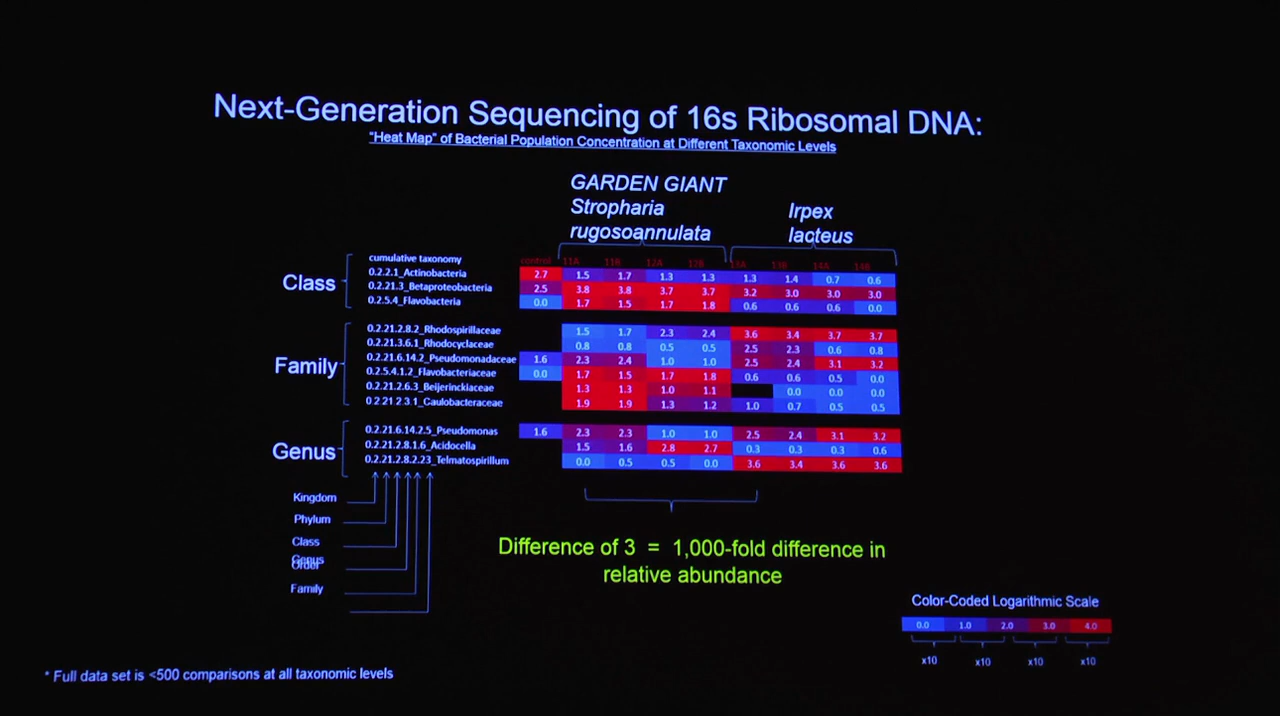 Next-Generation Sequencing of 16s Ribosomal DNA:
"Heat Map" of Bacterial Population Concentration at Different Taxonomic Levels
GARDEN GIANT
Stropharia
rugosoannulata
Irpex
lacteus
cumulative taxonomy control 11A 11B 12A 12B 13A 13B 14A 14B
Class
0.2.2.1_Actinobacteria 2.7 1.5 1.7 1.3 1.3 1.3 1.4 0.7 0.6
0.2.21.3_Betaproteobacteria 2.5 3.8 3.8 3.7 3.7 3.2 3.0 3.0 3.0
0.2.5.4_Flavobacteria 0.0 1.7 1.5 1.7 1.8 0.6 0.6 0.6 0.0
Family
0.2.21.2.8.2_Rhodospirillaceae 1.5 1.7 2.3 2.4 3.6 3.4 3.7 3.7
0.2.21.3.6.1_Rhodocyclaceae 0.8 0.8 0.5 0.5 2.5 2.3 0.6 0.8
0.2.21.6.14.2_Pseudomonadaceae 1.6 2.3 2.4 1.0 1.0 2.5 2.4 3.1 3.2
0.2.5.4.1.2_Flavobacteriaceae 0.0 1.7 1.5 1.7 1.8 0.6 0.6 0.5 0.0
0.2.21.2.6.3_Beijerinckiaceae 1.3 1.3 1.0 1.1 0.0 0.0 0.0
0.2.21.2.3.1_Caulobacteraceae 1.9 1.9 1.3 1.2 1.0 0.7 0.5 0.5
Genus
0.2.21.6.14.2.5_Pseudomonas 1.6 2.3 2.3 1.0 1.0 2.5 2.4 3.1 3.2
0.2.21.2.8.1.6_Acidocella 1.5 1.6 2.8 2.7 0.3 0.3 0.3 0.6
0.2.21.2.8.2.23_Telmatospirillum 0.0 0.5 0.5 0.0 3.6 3.4 3.6 3.6
Kingdom
Phylum
Class
Genus
Order
Family
Difference of 3 = 1,000-fold difference in
relative abundance
Color-Coded Logarithmic Scale
0.0 1.0 2.0 3.0 4.0
x10 x10 x10 x10
* Full data set is <500 comparisons at all taxonomic levels